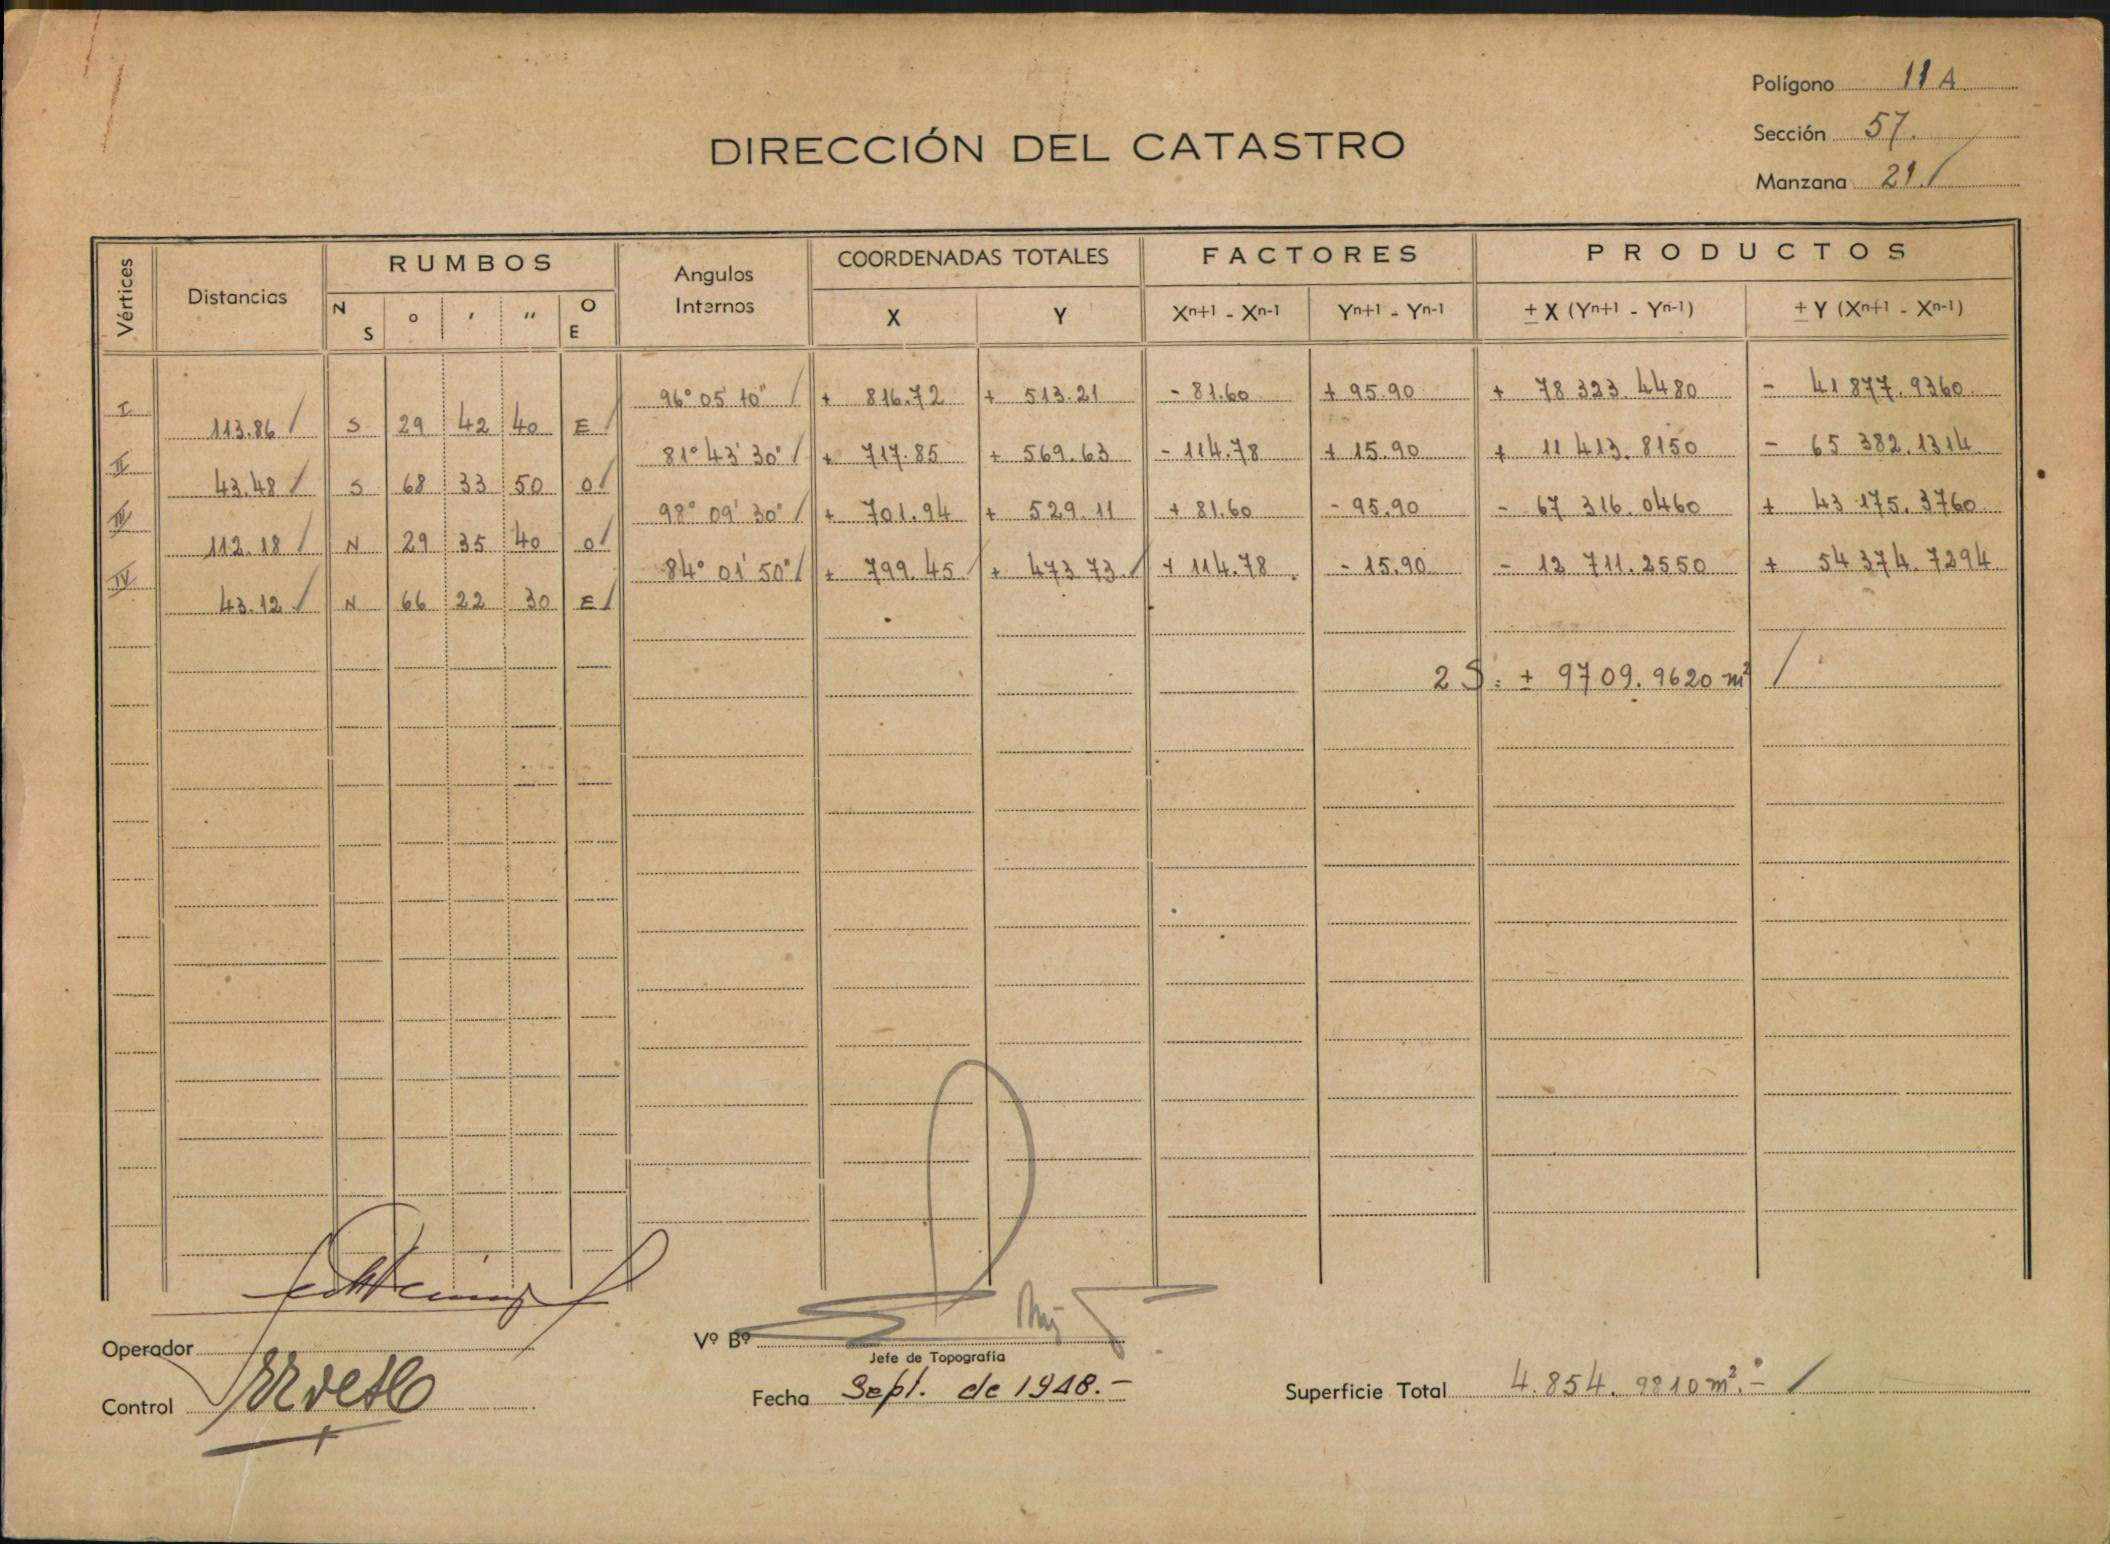 Polígono 11 A
DIRECCIÓN DEL CATASTRO
Sección 57.
Manzana 21.
Vértices Distancias RUMBOS Angulos Internos COORDENADAS TOTALES FACTORES PRODUCTOS
N S ° ' " O E X Y Xn+1 - Xn-1 Yn+1 - Yn-1 ± X (Yn+1 - Yn-1) ± Y (Xn+1 - Xn-1)
I 96° 05' 10" + 816.72 + 513.21 - 81.60 + 95.90 + 78 323.4480 - 41 877.9360
113.86 S 29 42 40 E
II 81° 43' 30" + 717.85 + 569.63 - 114.78 + 15.90 + 11 413.8150 - 65 382.1314
43.48 S 68 33 50 O
III 98° 09' 30" + 701.94 + 529.11 + 81.60 - 95.90 - 67 316.0460 + 43 175.3760
112.18 N 29 35 40 O
IV 84° 01' 50" + 799.45 + 473 73. + 114.78 - 15.90 - 12 711.2550 + 54 374.7294
43.12 N 66 22 30 E
2 S: ± 9709.9620 m²
Operador
Vº Bº
Jefe de Topografía
Control
Fecha Sept. de 1948.-
Superficie Total 4.854.9810 m².-